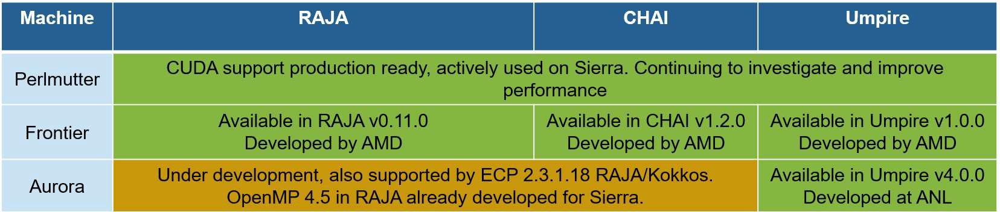 Machine RAJA CHAI Umpire
Perlmutter
CUDA support production ready, actively used on Sierra. Continuing to investigate and improve
performance
Frontier
Available in RAJA v0.11.0
Developed by AMD
Available in CHAI v1.2.0
Developed by AMD
Available in Umpire v1.0.0
Developed by AMD
Aurora
Under development, also supported by ECP 2.3.1.18 RAJA/Kokkos.
OpenMP 4.5 in RAJA already developed for Sierra.
Available in Umpire v4.0.0
Developed at ANL